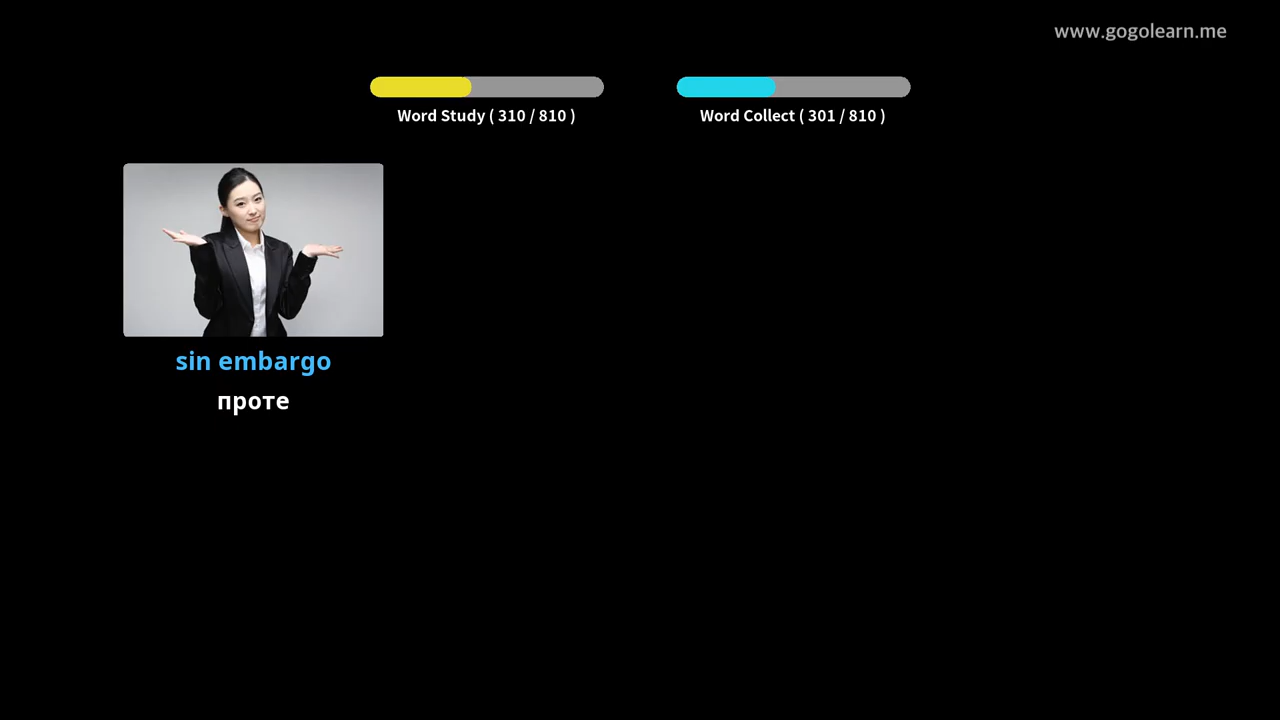 www.gogolearn.me
Word Study ( 310 / 810 )
Word Collect ( 301 / 810 )
sin embargo
проте